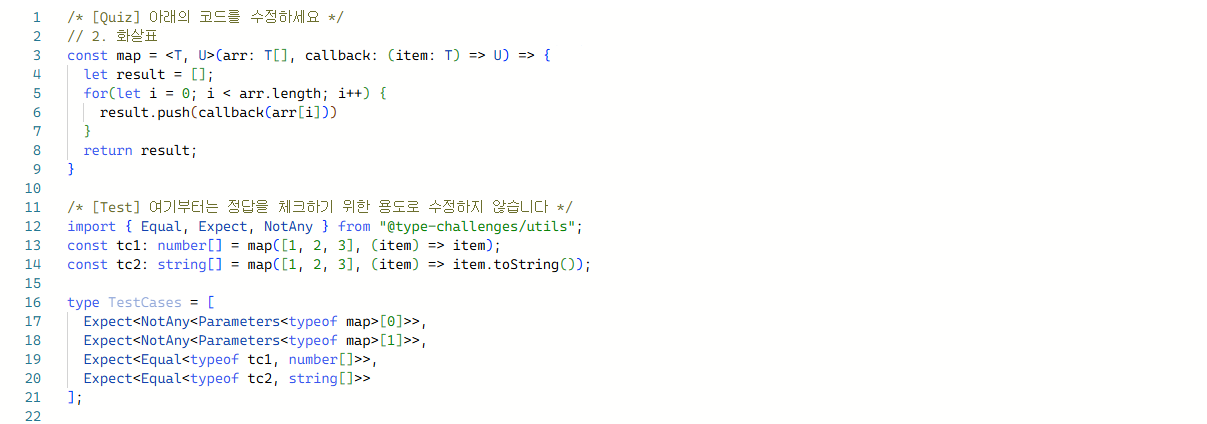 1 /* [Quiz] 아래의 코드를 수정하세요 */
2 // 2. 화살표
3 const map = <T, U>(arr: T[], callback: (item: T) => U) => {
4   let result = [];
5   for(let i = 0; i < arr.length; i++) {
6     result.push(callback(arr[i]))
7   }
8   return result;
9 }
10
11 /* [Test] 여기부터는 정답을 체크하기 위한 용도로 수정하지 않습니다 */
12 import { Equal, Expect, NotAny } from "@type-challenges/utils";
13 const tc1: number[] = map([1, 2, 3], (item) => item);
14 const tc2: string[] = map([1, 2, 3], (item) => item.toString());
15
16 type TestCases = [
17   Expect<NotAny<Parameters<typeof map>[0]>>,
18   Expect<NotAny<Parameters<typeof map>[1]>>,
19   Expect<Equal<typeof tc1, number[]>>,
20   Expect<Equal<typeof tc2, string[]>>
21 ];
22